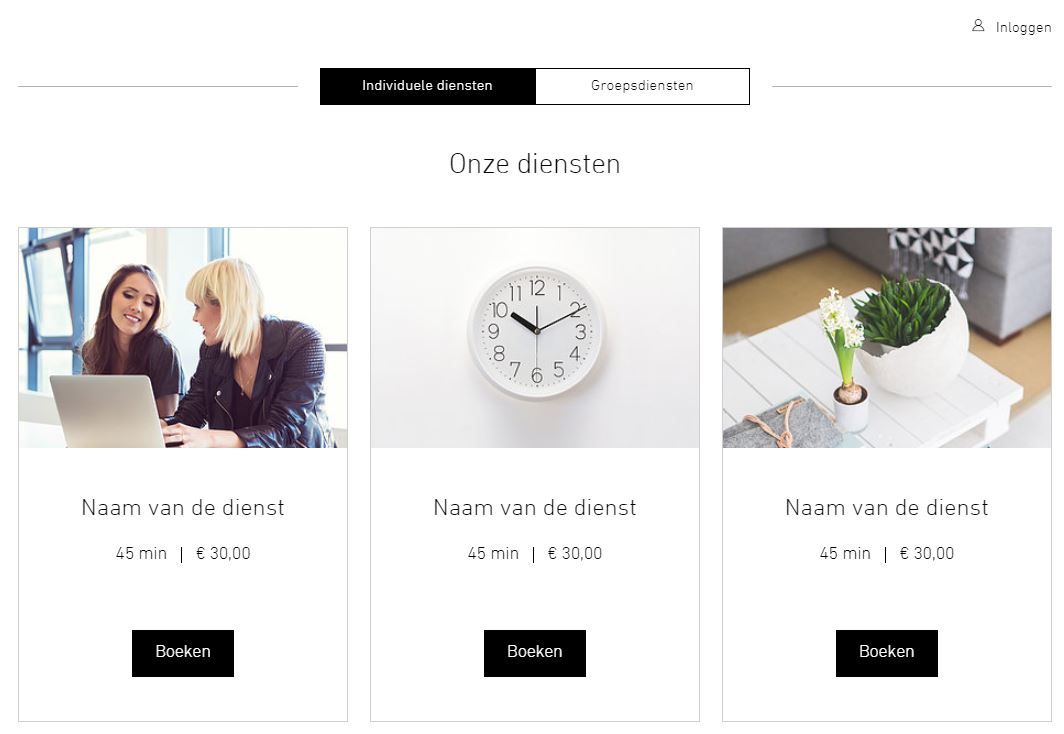 Inloggen
Individuele diensten
Groepsdiensten
Onze diensten
12
11 1
10 2
9 3
8 4
7 5
6
Naam van de dienst
45 min | € 30,00
Boeken
Naam van de dienst
45 min | € 30,00
Boeken
Naam van de dienst
45 min | € 30,00
Boeken